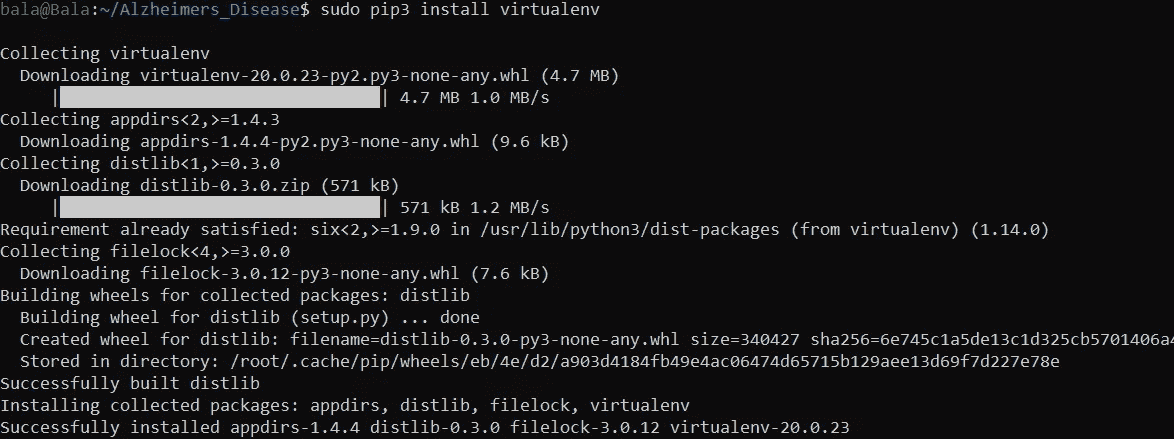 bala@Bala:~/Alzheimers_Disease$ sudo pip3 install virtualenv
Collecting virtualenv
Downloading virtualenv-20.0.23-py2.py3-none-any.whl (4.7 MB)
| | 4.7 MB 1.0 MB/s
Collecting appdirs<2,>=1.4.3
Downloading appdirs-1.4.4-py2.py3-none-any.whl (9.6 kB)
Collecting distlib<1,>=0.3.0
Downloading distlib-0.3.0.zip (571 kB)
| | 571 kB 1.2 MB/s
Requirement already satisfied: six<2,>=1.9.0 in /usr/lib/python3/dist-packages (from virtualenv) (1.14.0)
Collecting filelock<4,>=3.0.0
Downloading filelock-3.0.12-py3-none-any.whl (7.6 kB)
Building wheels for collected packages: distlib
Building wheel for distlib (setup.py) ... done
Created wheel for distlib: filename=distlib-0.3.0-py3-none-any.whl size=340427 sha256=6e745c1a5de13c1d325cb5701406a4
Stored in directory: /root/.cache/pip/wheels/eb/4e/d2/a903d4184fb49e4ac06474d65715b129aee13d69f7d227e78e
Successfully built distlib
Installing collected packages: appdirs, distlib, filelock, virtualenv
Successfully installed appdirs-1.4.4 distlib-0.3.0 filelock-3.0.12 virtualenv-20.0.23